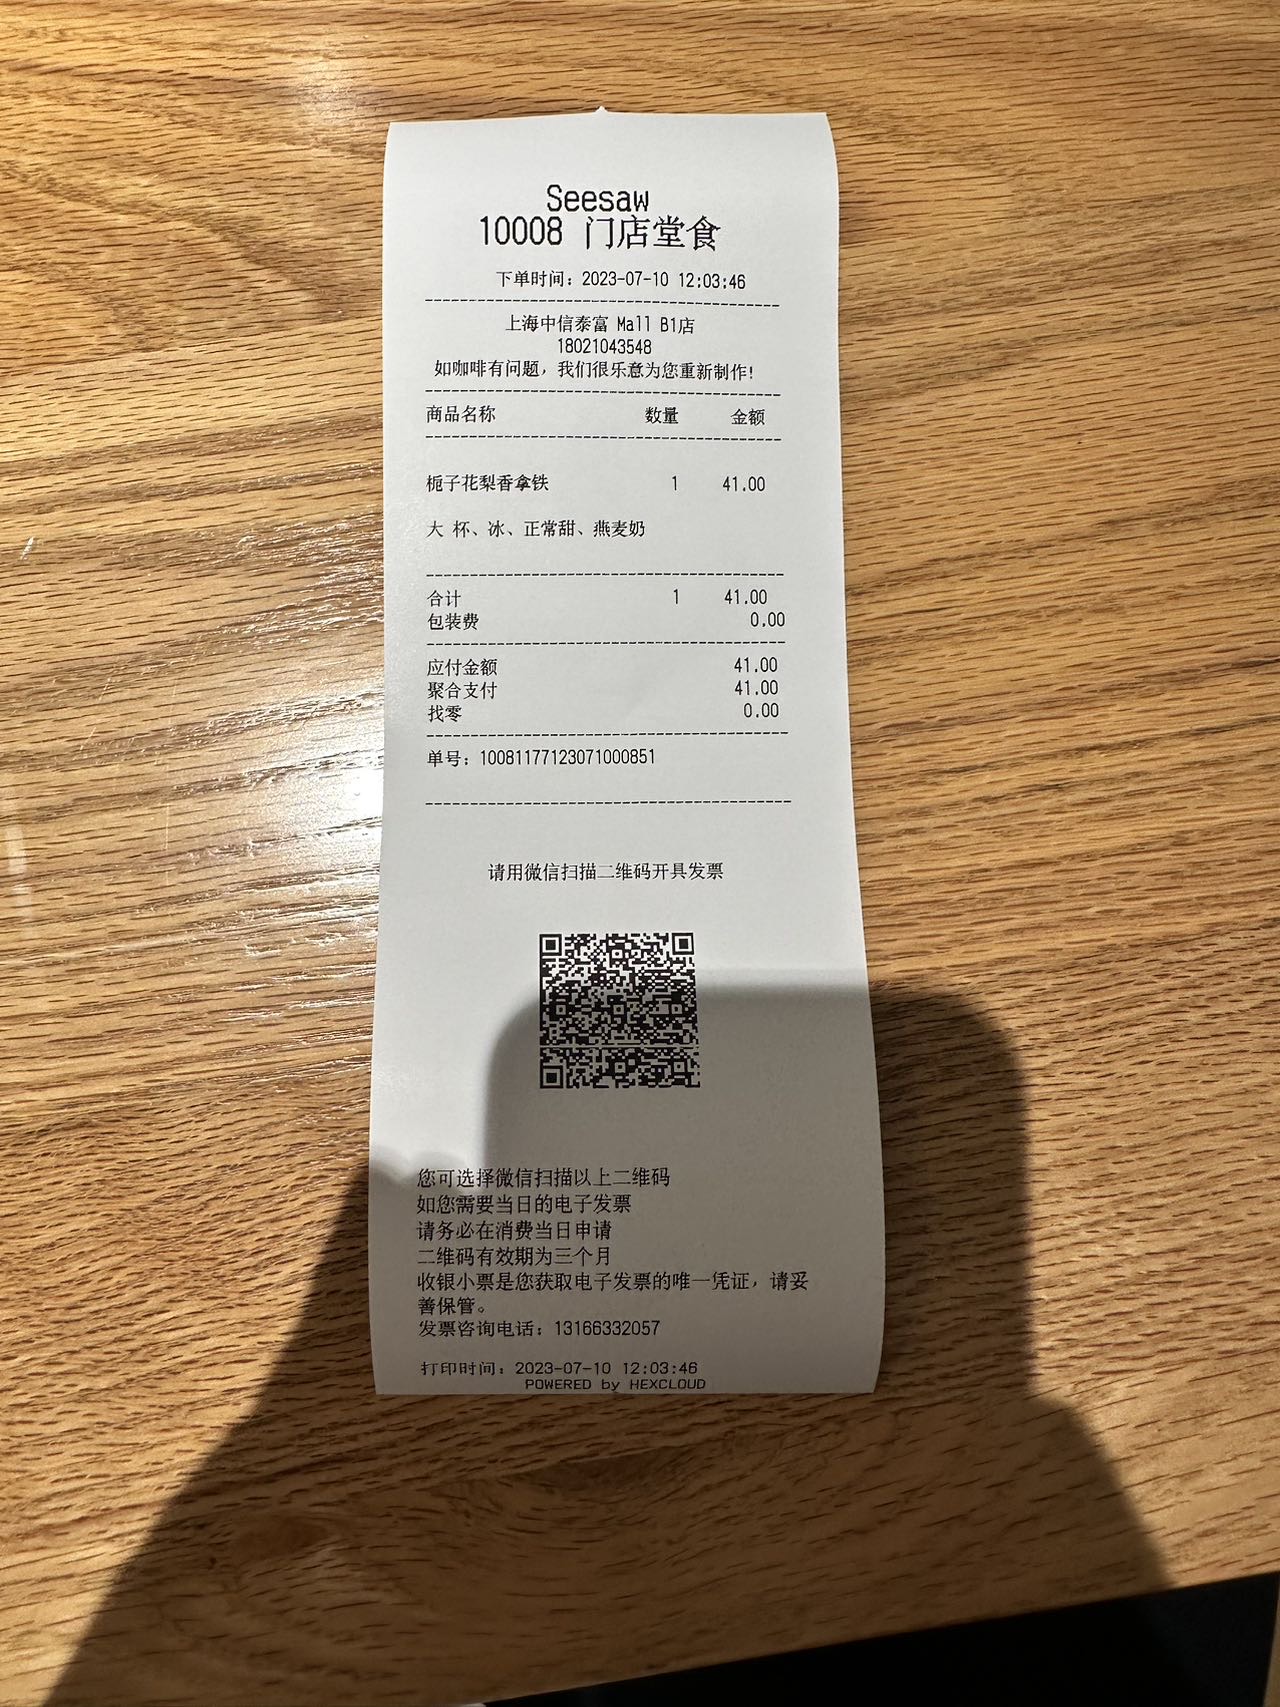 Seesaw
10008 门店堂食
下单时间：2023-07-10 12:03:46
上海中信泰富 Mall B1店
18021043548
如咖啡有问题，我们很乐意为您重新制作！
商品名称 数量 金额
栀子花梨香拿铁 1 41.00
大 杯、冰、正常甜、燕麦奶
合计 1 41.00
包装费 0.00
应付金额 41.00
聚合支付 41.00
找零 0.00
单号：10081177123071000851
请用微信扫描二维码开具发票
您可选择微信扫描以上二维码
如您需要当日的电子发票
请务必在消费当日申请
二维码有效期为三个月
收银小票是您获取电子发票的唯一凭证，请妥
善保管。
发票咨询电话：13166332057
打印时间：2023-07-10 12:03:46
POWERED by HEXCLOUD